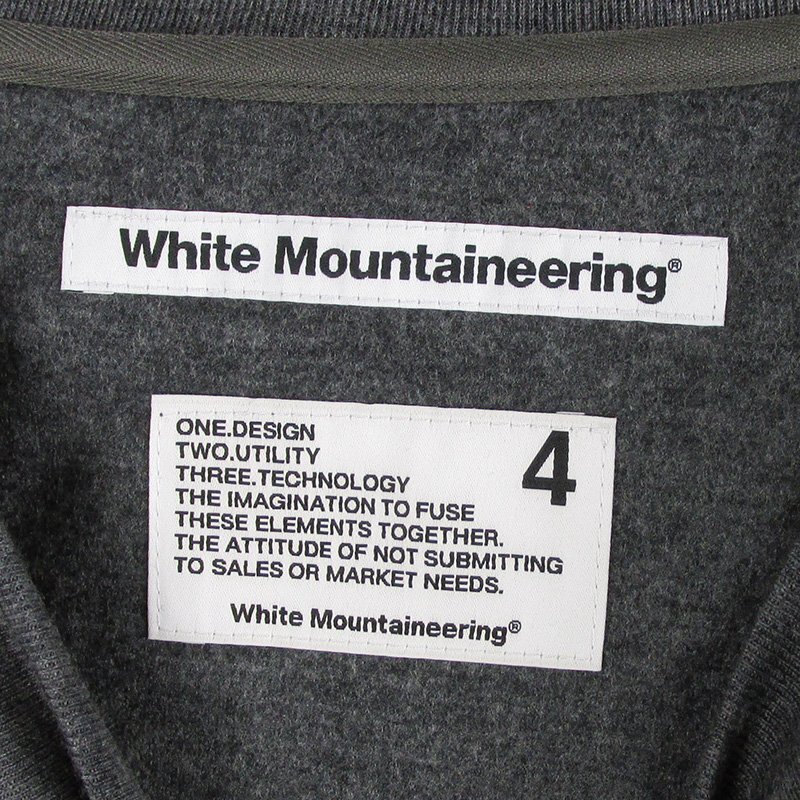 White Mountaineering®
ONE.DESIGN
4
TWO.UTILITY
THREE.TECHNOLOGY
THE IMAGINATION TO FUSE
THESE ELEMENTS TOGETHER.
THE ATTITUDE OF NOT SUBMITTING
TO SALES OR MARKET NEEDS.
White Mountaineering®